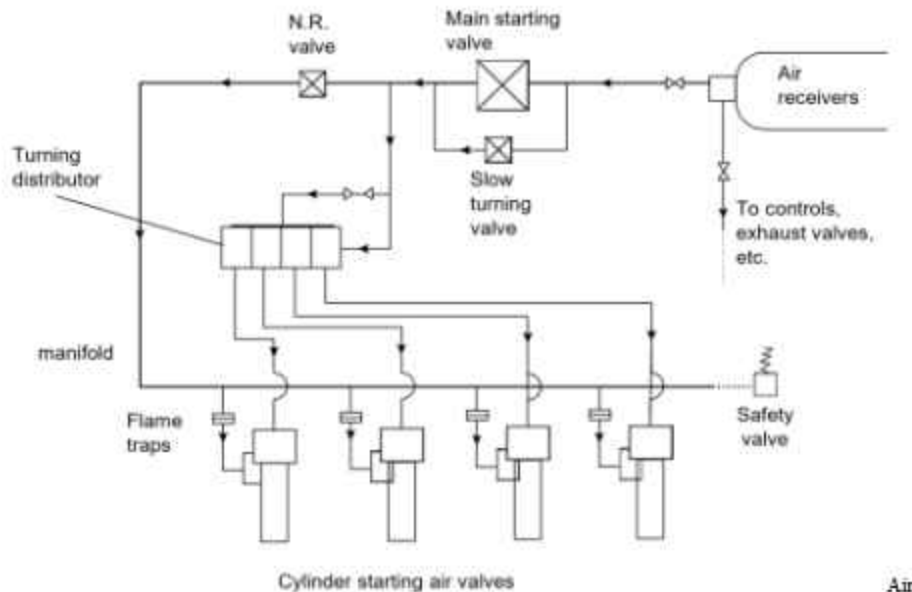 N.R.
valve
Main starting
valve
Air
receivers
Turning
distributor
Slow
turning
valve
To controls,
exhaust valves,
etc.
manifold
Flame
traps
Safety
valve
Cylinder starting air valves
Air